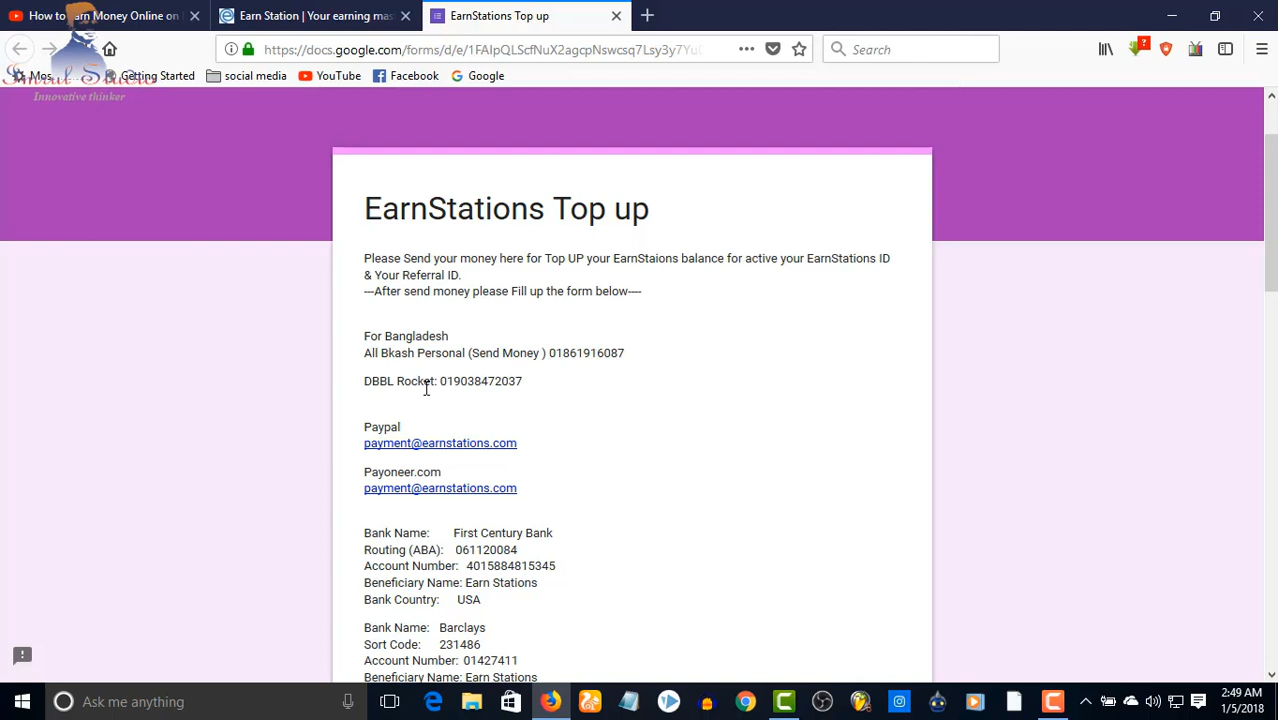 How to Earn Money Online on
Earn Station | Your earning mas
EarnStations Top up
https://docs.google.com/forms/d/e/1FAIpQLScfNuX2agcpNswcsq7Lsy3y7Yu
Search
Mos
Getting Started
social media
YouTube
Facebook
Google
Imrul Studio
Innovative thinker
EarnStations Top up
Please Send your money here for Top UP your EarnStaions balance for active your EarnStations ID
& Your Referral ID.
---After send money please Fill up the form below----
For Bangladesh
All Bkash Personal (Send Money ) 01861916087
DBBL Rocket: 019038472037
Paypal
payment@earnstations.com
Payoneer.com
payment@earnstations.com
Bank Name: First Century Bank
Routing (ABA): 061120084
Account Number: 4015884815345
Beneficiary Name: Earn Stations
Bank Country: USA
Bank Name: Barclays
Sort Code: 231486
Account Number: 01427411
Beneficiary Name: Earn Stations
Ask me anything
2:49 AM
1/5/2018